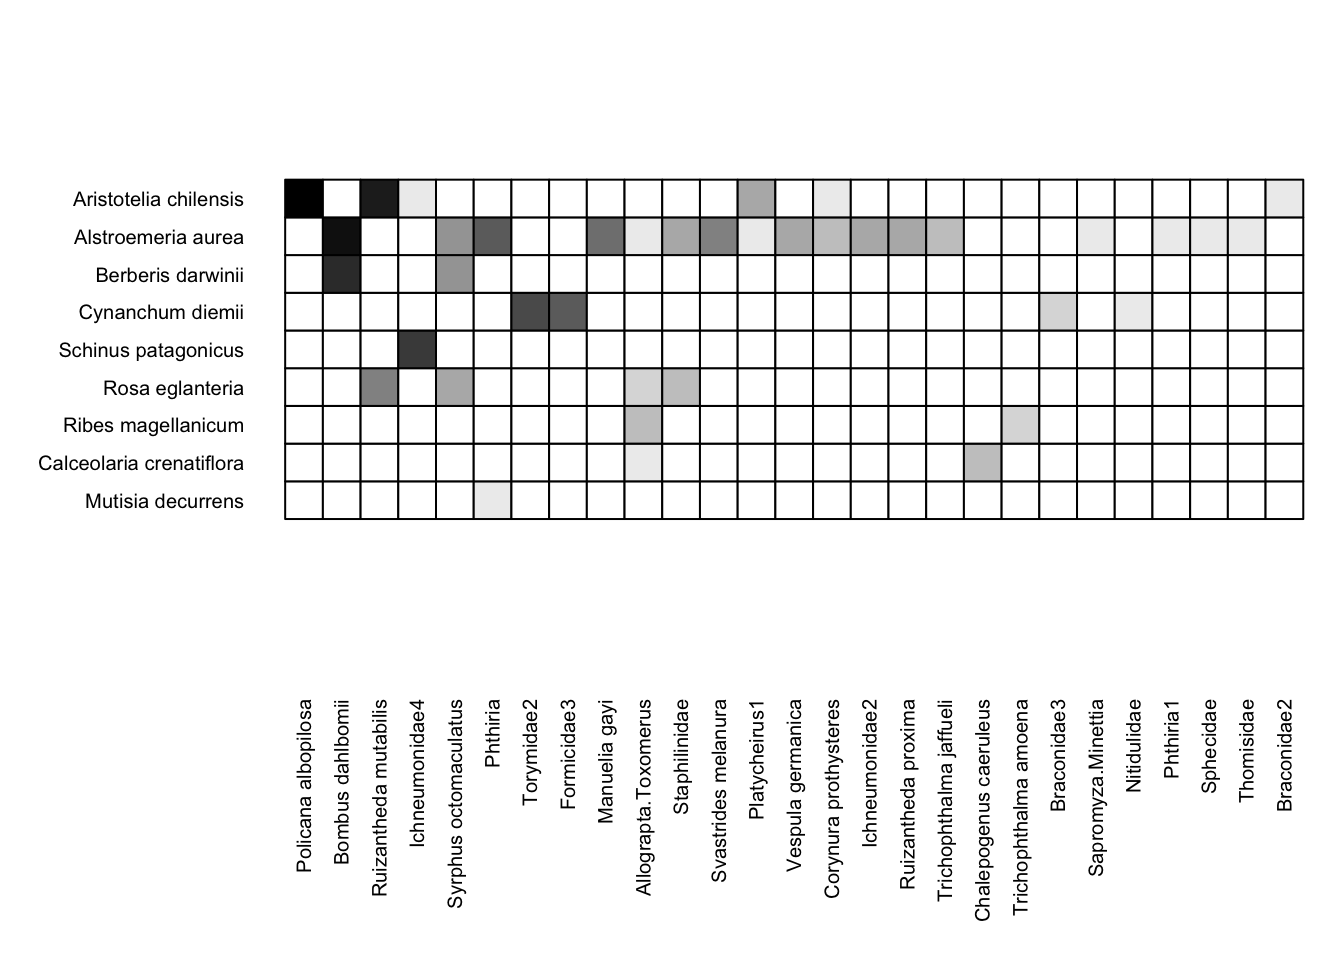 Aristotelia chilensis
Alstroemeria aurea
Berberis darwinii
Cynanchum diemii
Schinus patagonicus
Rosa eglanteria
Ribes magellanicum
Calceolaria crenatiflora
Mutisia decurrens
Policana albopilosa
Bombus dahlbomii
Ruizantheda mutabilis
Ichneumonidae4
Syrphus octomaculatus
Phthiria
Torymidae2
Formicidae3
Manuelia gayi
Allograpta.Toxomerus
Staphilinidae
Svastrides melanura
Platycheirus1
Vespula germanica
Corynura prothysteres
Ichneumonidae2
Ruizantheda proxima
Trichophthalma jaffueli
Chalepogenus caeruleus
Trichophthalma amoena
Braconidae3
Sapromyza.Minettia
Nitidulidae
Phthiria1
Sphecidae
Thomisidae
Braconidae2